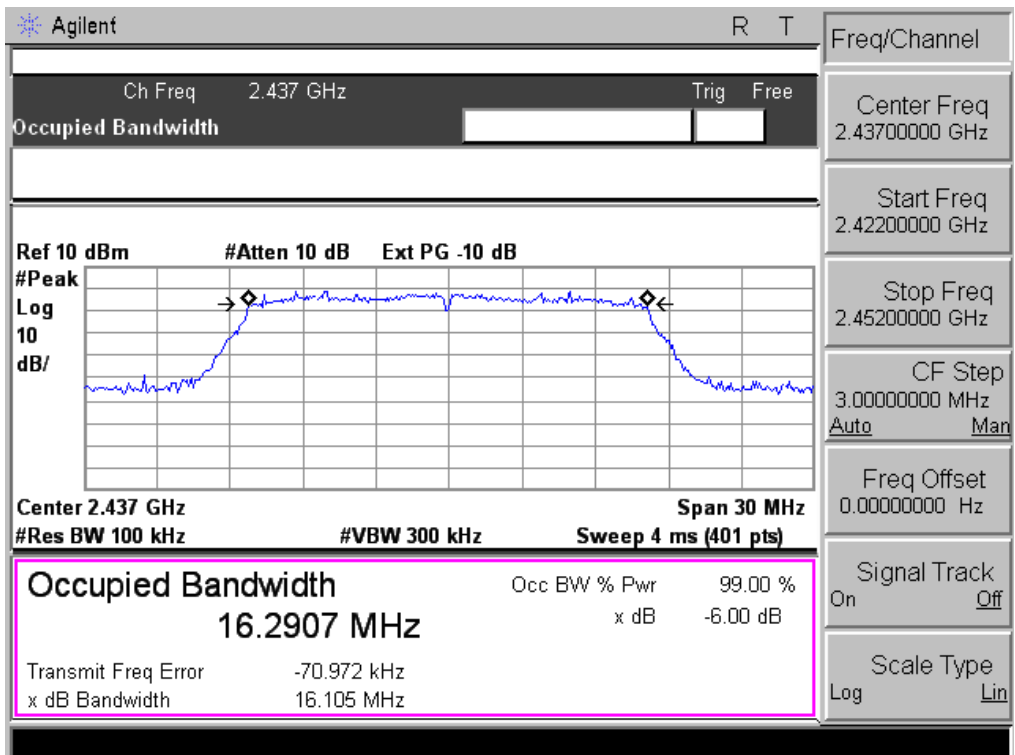 Agilent R T
Freq/Channel
Ch Freq 2.437 GHz Trig Free
Occupied Bandwidth
Center Freq
2.43700000 GHz
Start Freq
2.42200000 GHz
Ref 10 dBm #Atten 10 dB Ext PG -10 dB
#Peak
Log
10
dB/
Stop Freq
2.45200000 GHz
CF Step
3.00000000 MHz
Auto Man
Center 2.437 GHz Span 30 MHz
#Res BW 100 kHz #VBW 300 kHz Sweep 4 ms (401 pts)
Freq Offset
0.00000000 Hz
Occupied Bandwidth Occ BW % Pwr 99.00 %
16.2907 MHz x dB -6.00 dB
Transmit Freq Error -70.972 kHz
x dB Bandwidth 16.105 MHz
Signal Track
On Off
Scale Type
Log Lin